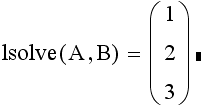 lsolve(A,B) = (1
2
3)